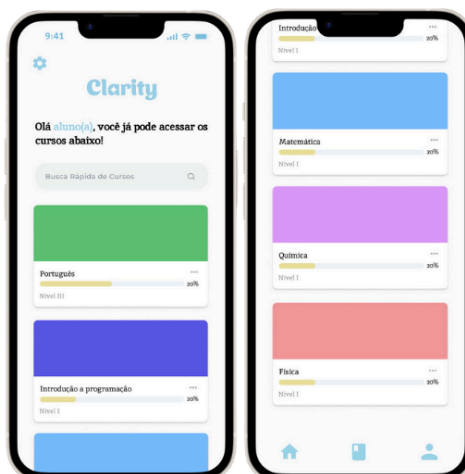 9:41
Clarity
Olá aluno(a), você já pode acessar os
cursos abaixo!
Busca Rápida de Cursos
Português
20%
Nível III
Introdução a programação
20%
Nível I
Introdução
20%
Nível I
Matemática
20%
Nível I
Química
20%
Nível I
Física
20%
Nível I